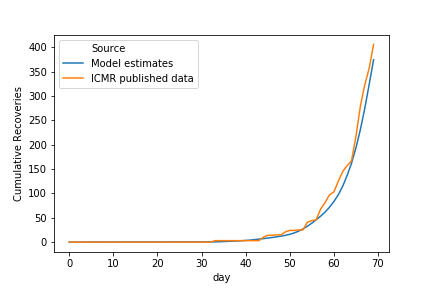 Source
Model estimates
ICMR published data
Cumulative Recoveries
400
350
300
250
200
150
100
50
0
0 10 20 30 40 50 60 70
day